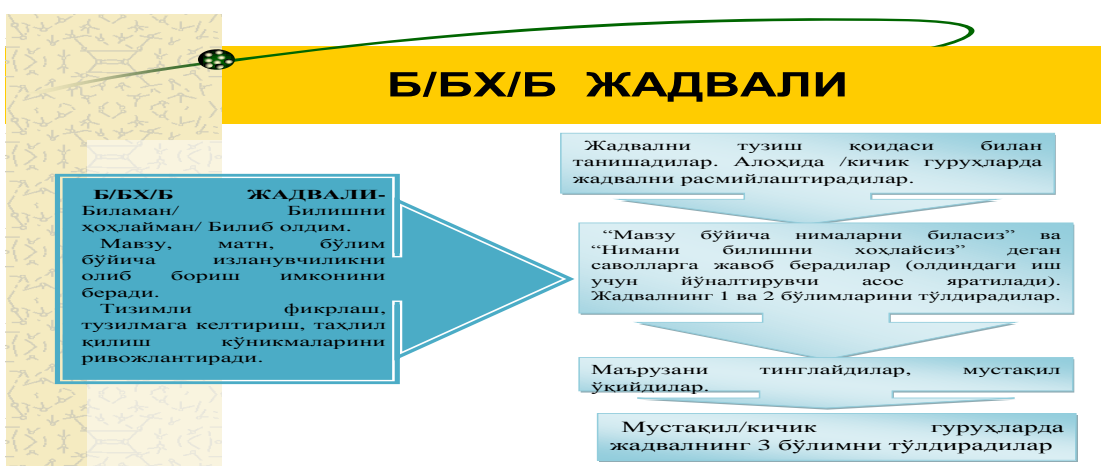 Б/БХ/Б ЖАДВАЛИ
Б/БХ/Б ЖАДВАЛИ-
Биламан/ Билишни
ҳоҳлайман/ Билиб олдим.
Мавзу, матн, бўлим
бўйича изланувчиликни
олиб бориш имконини
беради.
Тизимли фикрлаш,
тузилмага келтириш, таҳлил
қилиш кўникмаларини
ривожлантиради.
Жадвални тузиш қоидаси билан
танишадилар. Алоҳида /кичик гуруҳларда
жадвални расмийлаштирадилар.
“Мавзу бўйича нималарни биласиз” ва
“Нимани билишни хоҳлайсиз” деган
саволларга жавоб берадилар (олдиндаги иш
учун йўналтирувчи асос яратилади).
Жадвалнинг 1 ва 2 бўлимларини тўлдирадилар.
Маърузани тинглайдилар, мустақил
ўқийдилар.
Мустақил/кичик гуруҳларда
жадвалнинг 3 бўлимни тўлдирадилар